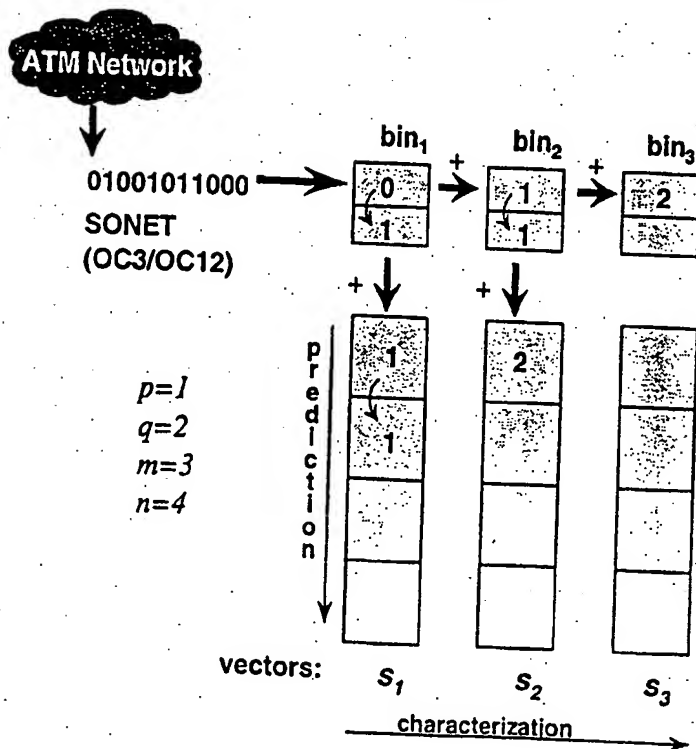 ATM Network
01001011000
SONET
(OC3/OC12)
bin₁ + bin₂ + bin₃
0 1 2
1 1
+ +
p=1
q=2
m=3
n=4
prediction
1 2
1
vectors: S₁ S₂ S₃
characterization